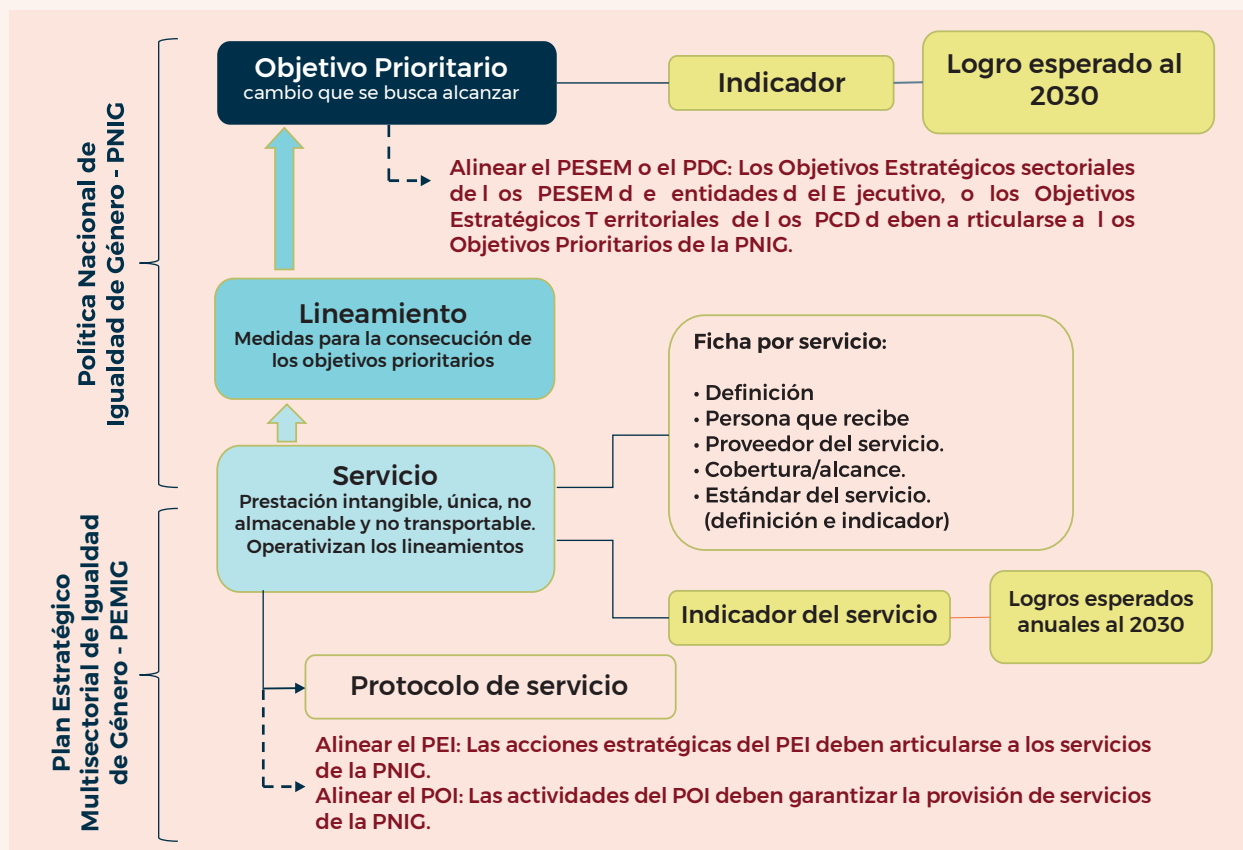 Política Nacional de
Igualdad de Género - PNIG
Objetivo Prioritario
cambio que se busca alcanzar
Indicador
Logro esperado al
2030
Alinear el PESEM o el PDC: Los Objetivos Estratégicos sectoriales
de l os PESEM d e entidades d el E jecutivo, o los Objetivos
Estratégicos T erritoriales de l os PCD d eben a rticularse a l os
Objetivos Prioritarios de la PNIG.
Lineamiento
Medidas para la consecución de
los objetivos prioritarios
Ficha por servicio:
• Definición
• Persona que recibe
• Proveedor del servicio.
• Cobertura/alcance.
• Estándar del servicio.
(definición e indicador)
Servicio
Prestación intangible, única, no
almacenable y no transportable.
Operativizan los lineamientos
Plan Estratégico
Multisectorial de Igualdad
de Género - PEMIG
Indicador del servicio
Logros esperados
anuales al 2030
Protocolo de servicio
Alinear el PEI: Las acciones estratégicas del PEI deben articularse a los servicios
de la PNIG.
Alinear el POI: Las actividades del POI deben garantizar la provisión de servicios
de la PNIG.